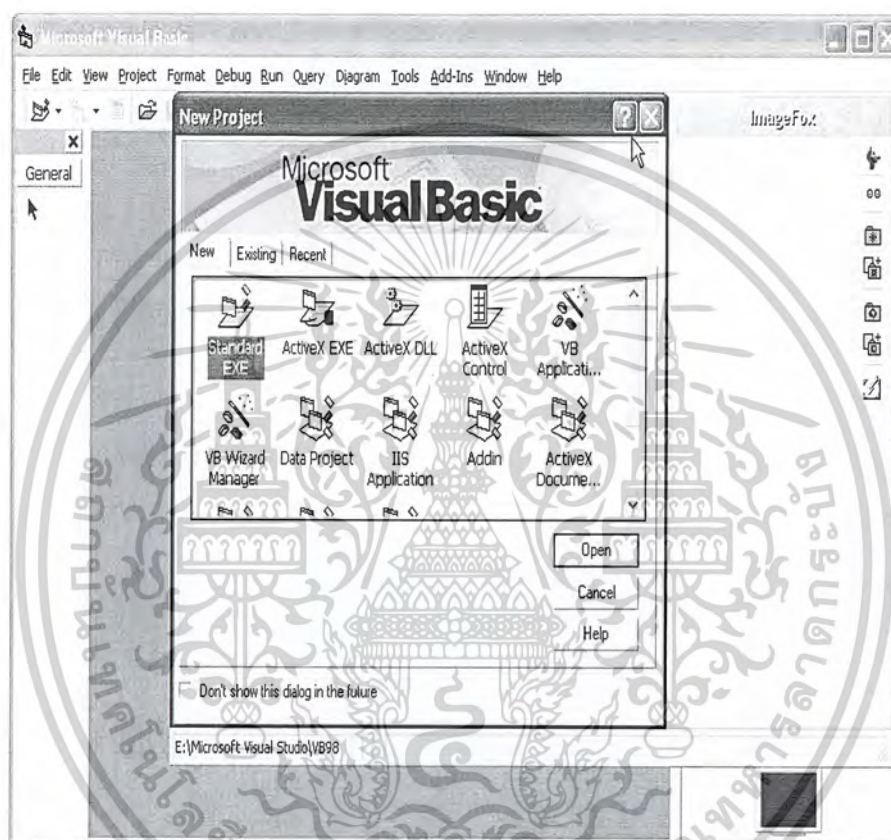 Microsoft Visual Basic
File Edit View Project Format Debug Run Query Diagram Tools Add-Ins Window Help
General
New Project
ImageFox
Microsoft
Visual Basic
New Existing Recent
Standard EXE
ActiveX EXE
ActiveX DLL
ActiveX Control
VB Applicati...
VB Wizard Manager
Data Project
IIS Application
Addin
ActiveX Docume...
Open
Cancel
Help
Don't show this dialog in the future
E:\Microsoft Visual Studio\VB98